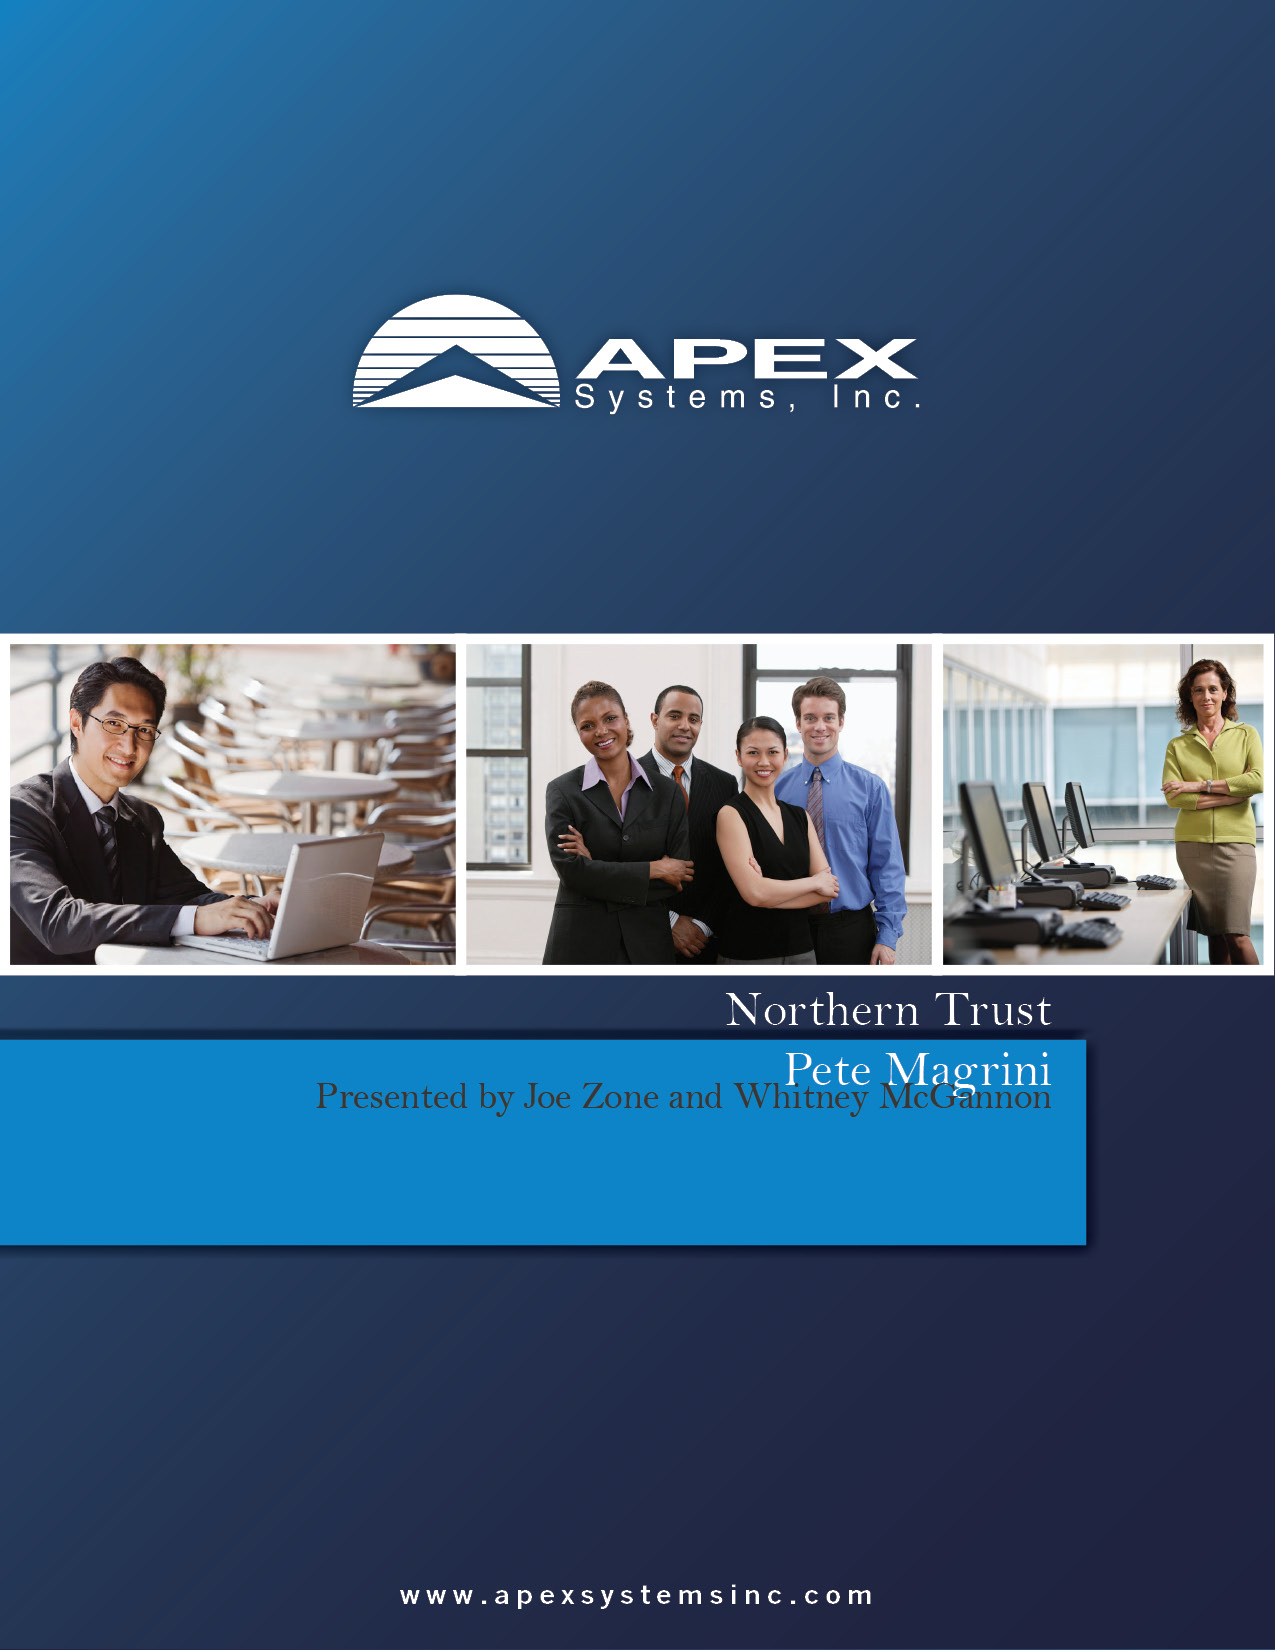 APEX
Systems, Inc.
Northern Trust
Pete Magrini
Presented by Joe Zone and Whitney McGannon
www.apexsystemsinc.com